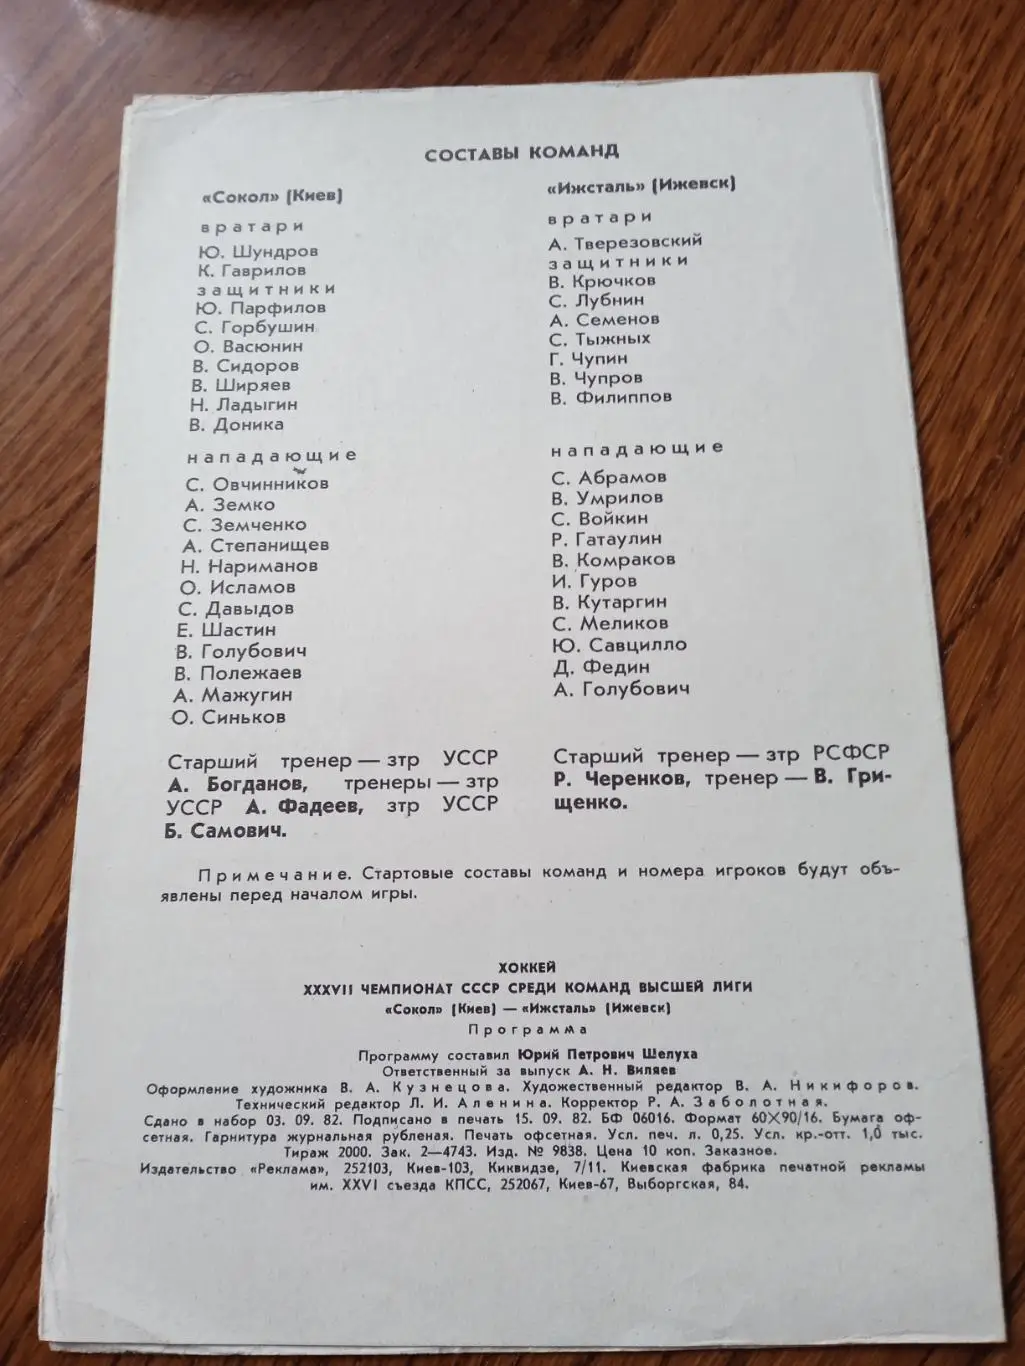 СОСТАВЫ КОМАНД
«Сокол» (Киев)
вратари
Ю. Шундров
К. Гаврилов
защитники
Ю. Парфилов
С. Горбушин
О. Васюнин
В. Сидоров
В. Ширяев
Н. Ладыгин
В. Доника
нападающие
С. Овчинников
А. Земко
С. Земченко
А. Степанищев
Н. Нариманов
О. Исламов
С. Давыдов
Е. Шастин
В. Голубович
В. Полежаев
А. Мажугин
О. Синьков
Старший тренер — зтр УССР
А. Богданов, тренеры — зтр
УССР А. Фадеев, зтр УССР
Б. Самович.
«Ижсталь» (Ижевск)
вратари
А. Тверезовский
защитники
В. Крючков
С. Лубнин
А. Семенов
С. Тыжных
Г. Чупин
В. Чупров
В. Филиппов
нападающие
С. Абрамов
В. Умрилов
С. Войкин
Р. Гатаулин
В. Комраков
И. Гуров
В. Кутаргин
С. Меликов
Ю. Савцилло
Д. Федин
А. Голубович
Старший тренер — зтр РСФСР
Р. Черенков, тренер — В. Гри-
щенко.
Примечание. Стартовые составы команд и номера игроков будут объ-
явлены перед началом игры.
ХОККЕЙ
XXXVII ЧЕМПИОНАТ СССР СРЕДИ КОМАНД ВЫСШЕЙ ЛИГИ
«Сокол» (Киев) — «Ижсталь» (Ижевск)
Программа
Программу составил Юрий Петрович Шелуха
Ответственный за выпуск А. Н. Виляев
Оформление художника В. А. Кузнецова. Художественный редактор В. А. Никифоров.
Технический редактор Л. И. Аленина. Корректор Р. А. Заболотная.
Сдано в набор 03. 09. 82. Подписано в печать 15. 09. 82. БФ 06016. Формат 60×90/16. Бумага оф-
сетная. Гарнитура журнальная рубленая. Печать офсетная. Усл. печ. л. 0,25. Усл. кр.-отт. 1,0 тыс.
Тираж 2000. Зак. 2—4743. Изд. № 9838. Цена 10 коп. Заказное.
Издательство «Реклама», 252103, Киев-103, Киквидзе, 7/11. Киевская фабрика печатной рекламы
им. XXVI съезда КПСС, 252067, Киев-67, Выборгская, 84.